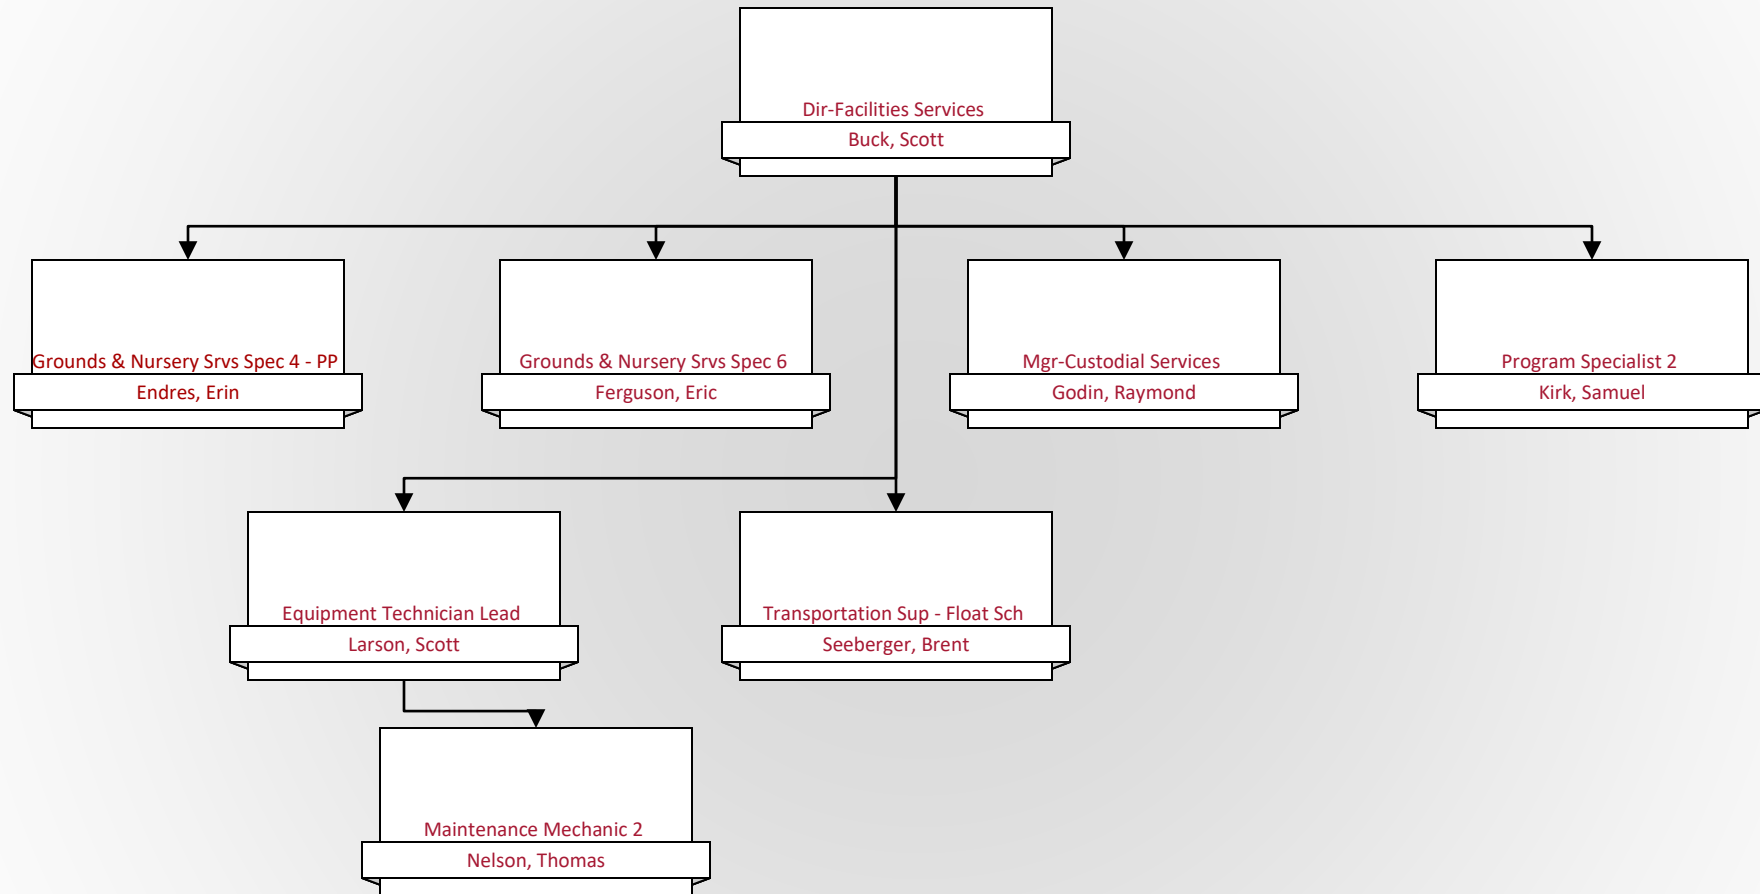 Dir-Facilities Services
Buck, Scott
Grounds & Nursery Srvs Spec 4 - PP
Endres, Erin
Grounds & Nursery Srvs Spec 6
Ferguson, Eric
Mgr-Custodial Services
Godin, Raymond
Program Specialist 2
Kirk, Samuel
Equipment Technician Lead
Larson, Scott
Transportation Sup - Float Sch
Seeberger, Brent
Maintenance Mechanic 2
Nelson, Thomas